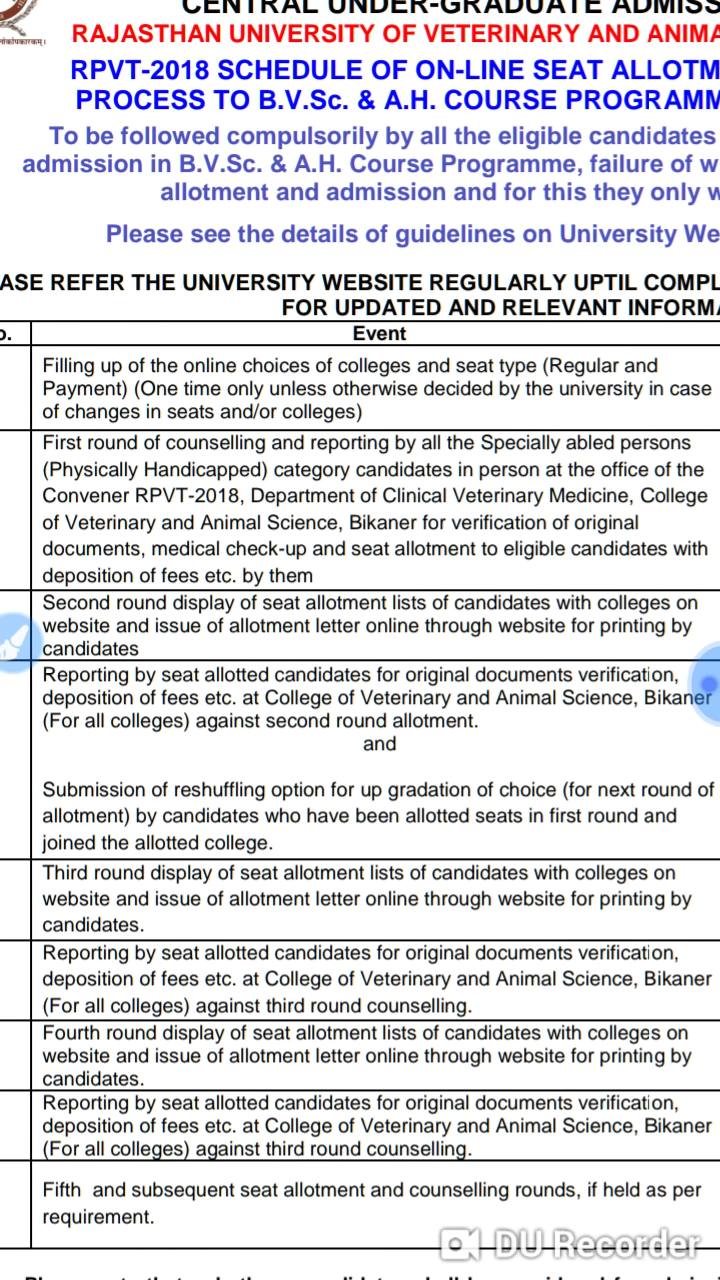 CENTRAL UNDER-GRADUATE ADMISS
RAJASTHAN UNIVERSITY OF VETERINARY AND ANIMA
RPVT-2018 SCHEDULE OF ON-LINE SEAT ALLOTM
PROCESS TO B.V.Sc. & A.H. COURSE PROGRAMM
To be followed compulsorily by all the eligible candidates
admission in B.V.Sc. & A.H. Course Programme, failure of w
allotment and admission and for this they only w
Please see the details of guidelines on University We
ASE REFER THE UNIVERSITY WEBSITE REGULARLY UPTIL COMPL
FOR UPDATED AND RELEVANT INFORMA
o. Event
Filling up of the online choices of colleges and seat type (Regular and
Payment) (One time only unless otherwise decided by the university in case
of changes in seats and/or colleges)
First round of counselling and reporting by all the Specially abled persons
(Physically Handicapped) category candidates in person at the office of the
Convener RPVT-2018, Department of Clinical Veterinary Medicine, College
of Veterinary and Animal Science, Bikaner for verification of original
documents, medical check-up and seat allotment to eligible candidates with
deposition of fees etc. by them
Second round display of seat allotment lists of candidates with colleges on
website and issue of allotment letter online through website for printing by
candidates
Reporting by seat allotted candidates for original documents verification,
deposition of fees etc. at College of Veterinary and Animal Science, Bikaner
(For all colleges) against second round allotment.
and
Submission of reshuffling option for up gradation of choice (for next round of
allotment) by candidates who have been allotted seats in first round and
joined the allotted college.
Third round display of seat allotment lists of candidates with colleges on
website and issue of allotment letter online through website for printing by
candidates.
Reporting by seat allotted candidates for original documents verification,
deposition of fees etc. at College of Veterinary and Animal Science, Bikaner
(For all colleges) against third round counselling.
Fourth round display of seat allotment lists of candidates with colleges on
website and issue of allotment letter online through website for printing by
candidates.
Reporting by seat allotted candidates for original documents verification,
deposition of fees etc. at College of Veterinary and Animal Science, Bikaner
(For all colleges) against third round counselling.
Fifth and subsequent seat allotment and counselling rounds, if held as per
requirement.
DU Recorder